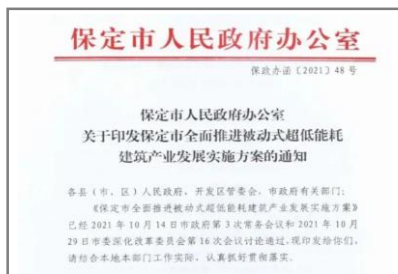 保定市人民政府办公室
保政办函〔2021〕48号
保定市人民政府办公室
关于印发保定市全面推进被动式超低能耗
建筑产业发展实施方案的通知
各县（市、区）人民政府，开发区管委会，市政府有关部门：
《保定市全面推进被动式超低能耗建筑产业发展实施方案》
已经2021年10月14日市政府第3次常务会议和2021年10月
29日市委深化改革委员会第16次会议讨论通过，现印发给你们，
请结合本地本部门工作实际，认真抓好贯彻落实。